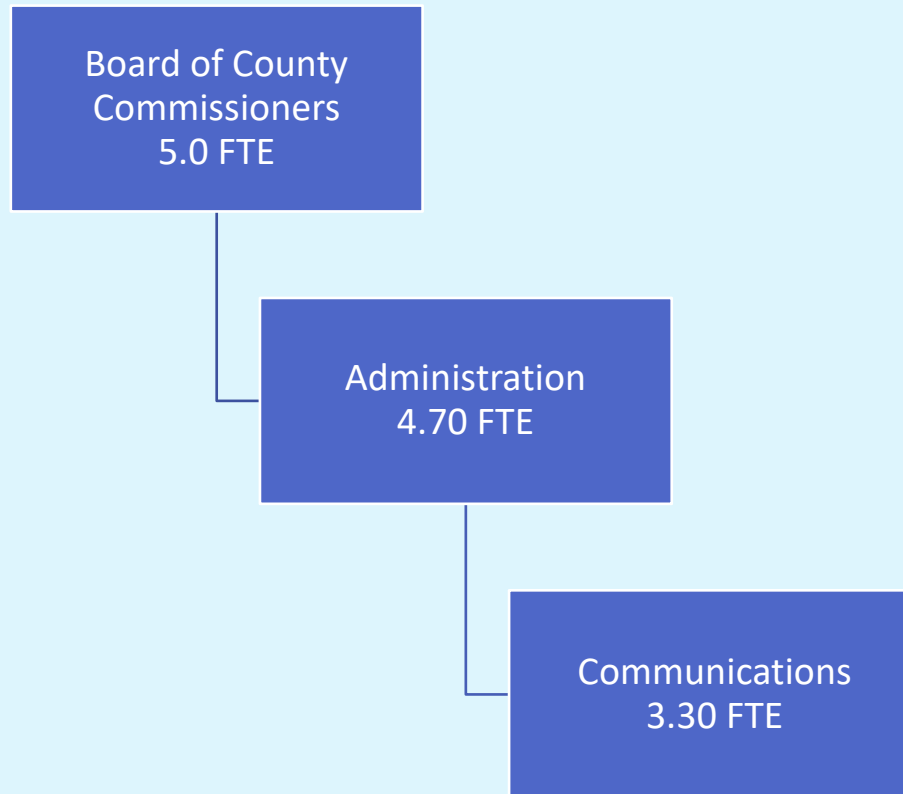 Board of County
Commissioners
5.0 FTE
Administration
4.70 FTE
Communications
3.30 FTE